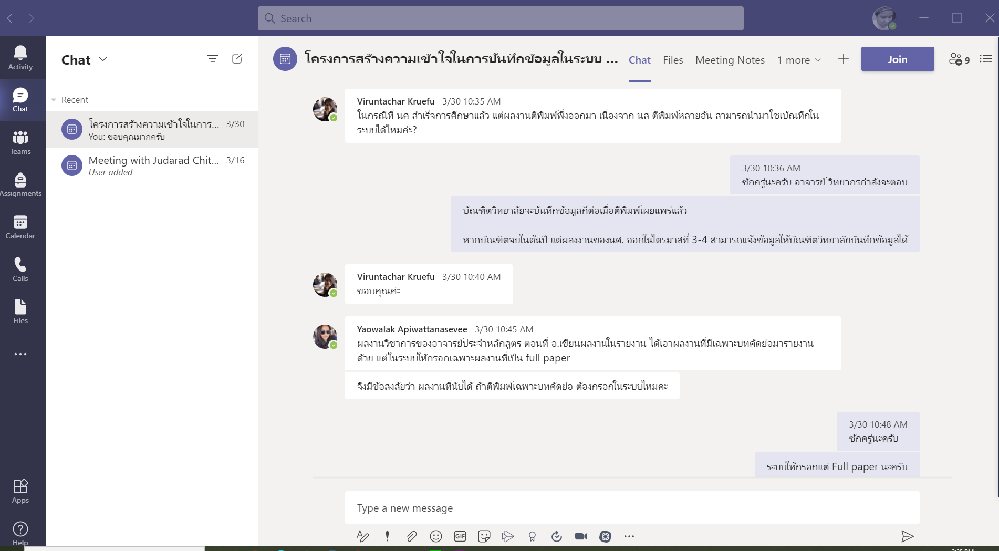 Search
Activity
Chat
Teams
Assignments
Calendar
Calls
Files
Apps
Help
Chat
Recent
โครงการสร้างความเข้าใจในการ... 3/30
You: ขอบคุณมากครับ
Meeting with Judarad Chit... 3/16
User added
โครงการสร้างความเข้าใจในการบันทึกข้อมูลในระบบ ... Chat Files Meeting Notes 1 more Join 9
Viruntachar Kruefu 3/30 10:35 AM
ในกรณีที่ นศ สำเร็จการศึกษาแล้ว แต่ผลงานตีพิมพ์พึ่งออกมา เนื่องจาก นส ตีพิมพ์หลายอัน สามารถนำมาใช้เบัณทึกใน
ระบบได้ไหมค่ะ?
3/30 10:36 AM
ซักครู่นะครับ อาจารย์ วิทยากรกำลังจะตอบ
บัณฑิตวิทยาลัยจะบันทึกข้อมูลก็ต่อเมื่อตีพิมพ์เผยแพร่แล้ว
หากบัณฑิตจบในต้นปี แต่ผลงงานของนศ. ออกในไตรมาสที่ 3-4 สามารถแจ้งข้อมูลให้บัณฑิตวิทยาลัยบันทึกข้อมูลได้
Viruntachar Kruefu 3/30 10:40 AM
ขอบคุณค่ะ
Yaowalak Apiwattanasevee 3/30 10:45 AM
ผลงานวิชาการของอาจารย์ประจำหลักสูตร ตอนที่ อ.เขียนผลงานในรายงาน ได้เอาผลงานที่มีเฉพาะบทคัดย่อมารายงาน
ด้วย แต่ในระบบให้กรอกเฉพาะผลงานที่เป็น full paper
จึงมีข้อสงสัยว่า ผลงานที่นับได้ ถ้าตีพิมพ์เฉพาะบทคัดย่อ ต้องกรอกในระบบไหมคะ
3/30 10:48 AM
ซักครู่นะครับ
ระบบให้กรอกแต่ Full paper นะครับ
Type a new message
GIF